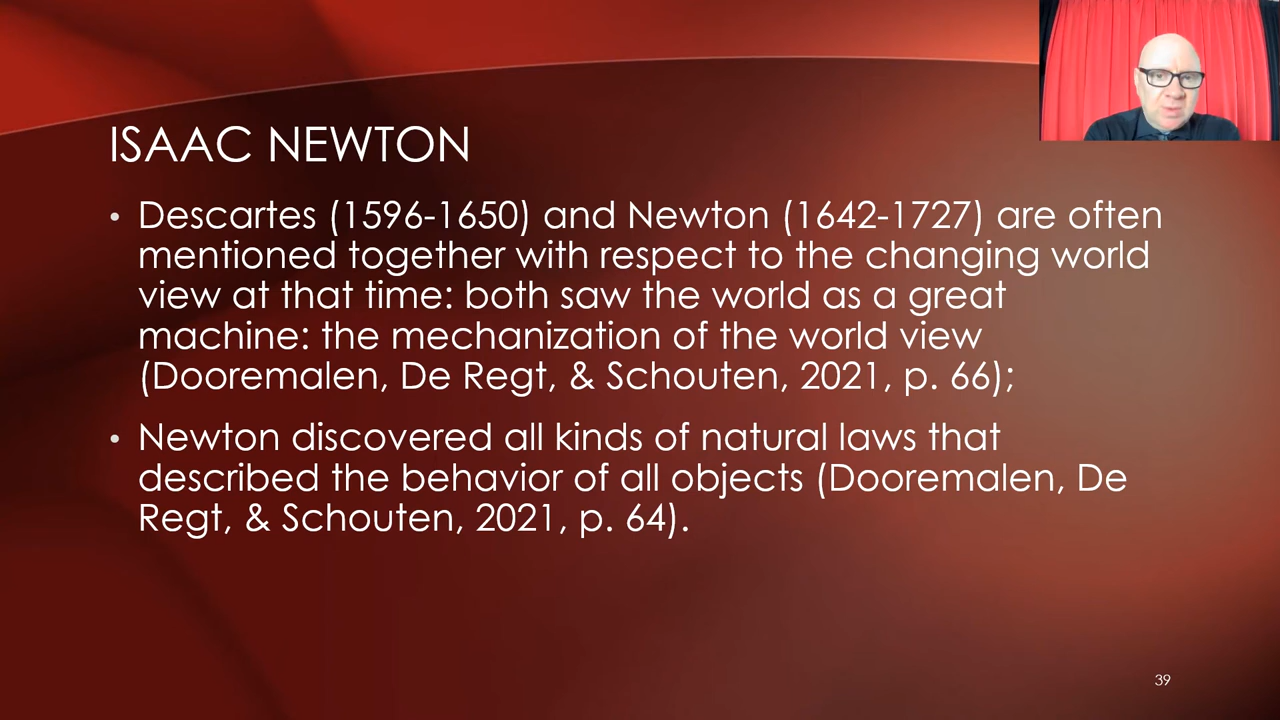 ISAAC NEWTON
• Descartes (1596-1650) and Newton (1642-1727) are often
mentioned together with respect to the changing world
view at that time: both saw the world as a great
machine: the mechanization of the world view
(Dooremalen, De Regt, & Schouten, 2021, p. 66);
• Newton discovered all kinds of natural laws that
described the behavior of all objects (Dooremalen, De
Regt, & Schouten, 2021, p. 64).
39